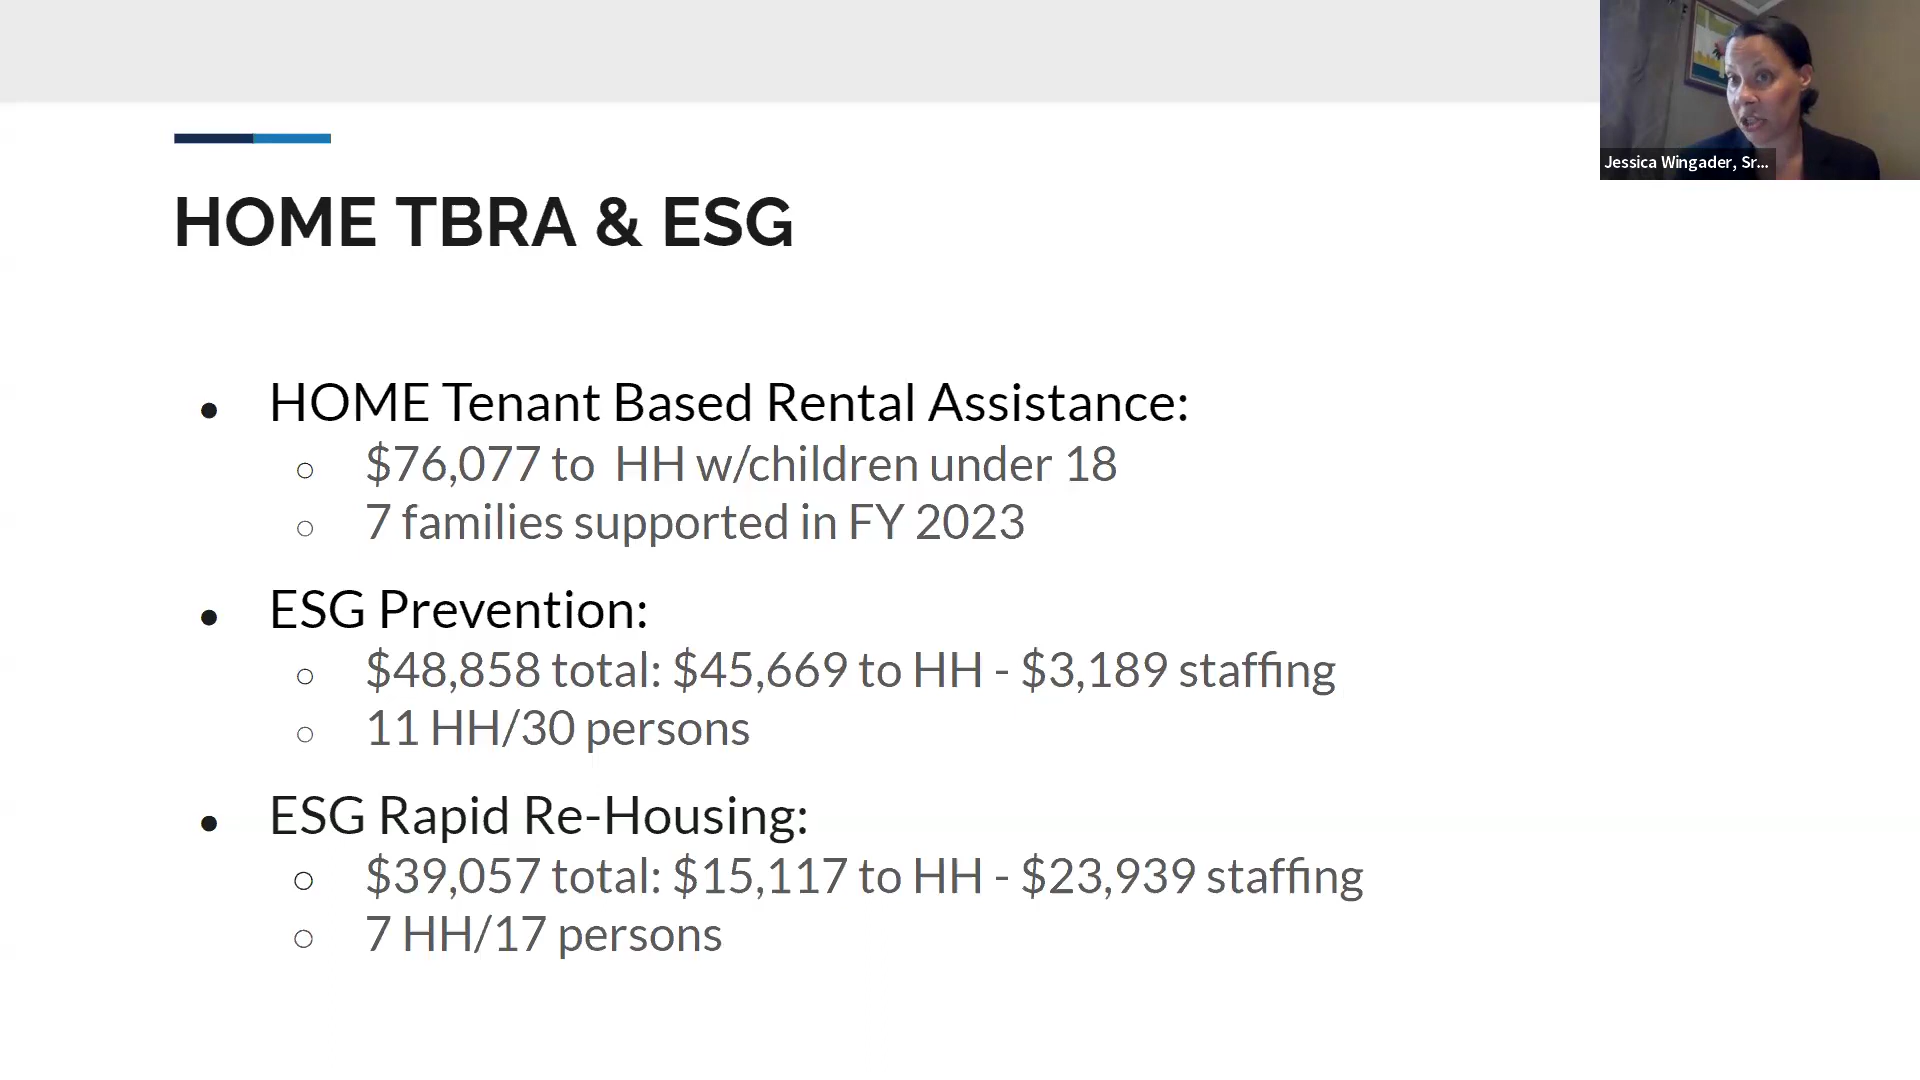 Jessica Wingader, Sr...
HOME TBRA & ESG
● HOME Tenant Based Rental Assistance:
○ $76,077 to HH w/children under 18
○ 7 families supported in FY 2023
● ESG Prevention:
○ $48,858 total: $45,669 to HH - $3,189 staffing
○ 11 HH/30 persons
● ESG Rapid Re-Housing:
○ $39,057 total: $15,117 to HH - $23,939 staffing
○ 7 HH/17 persons